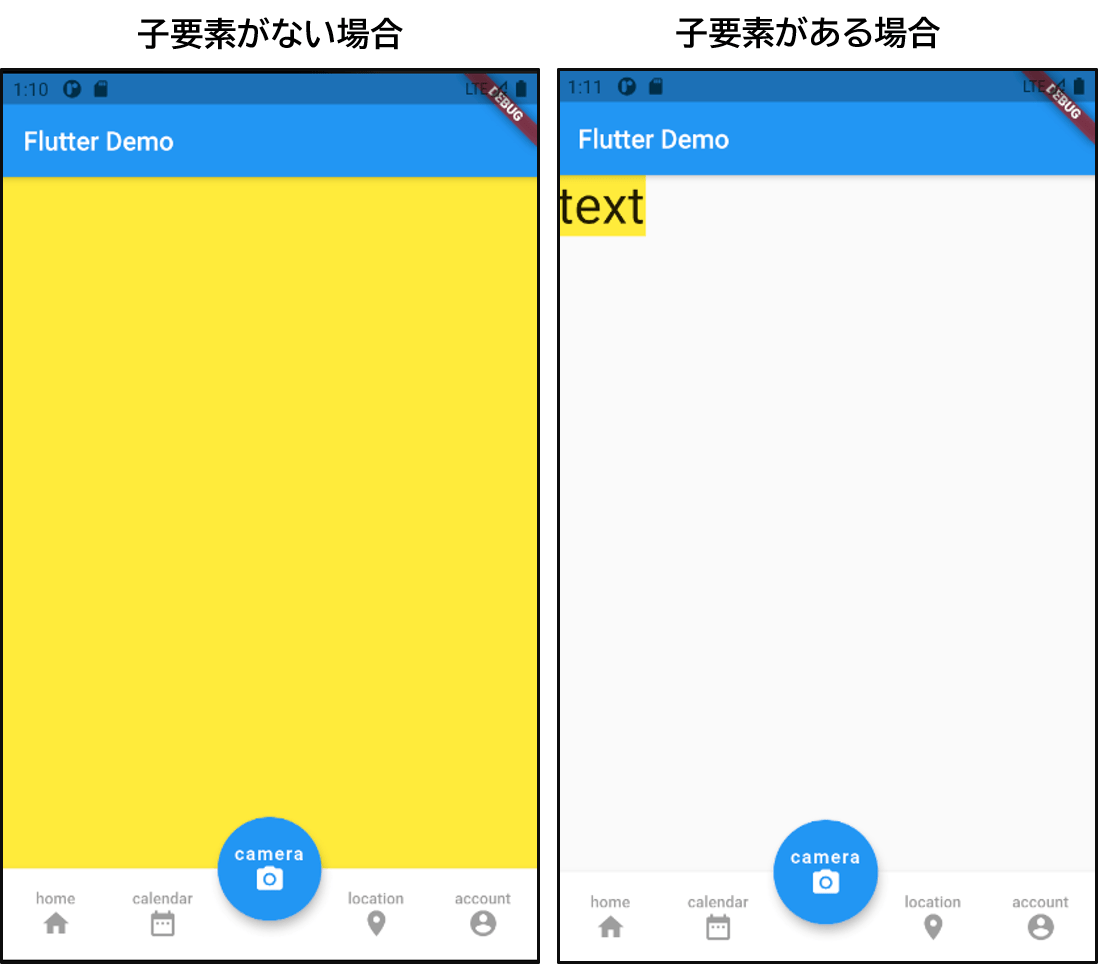 子要素がない場合
子要素がある場合
1:10
LTE
DEBUG
Flutter Demo
camera
home
calendar
location
account
1:11
LTE
DEBUG
Flutter Demo
text
camera
home
calendar
location
account